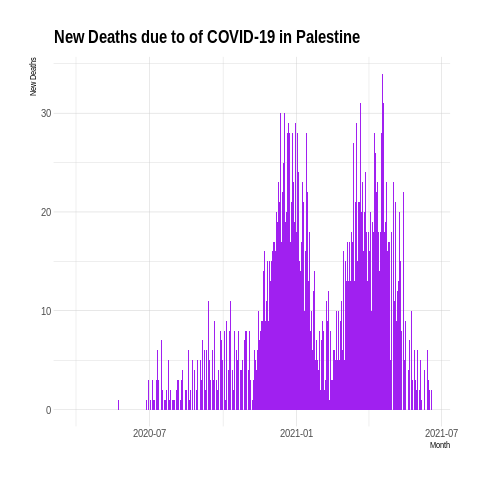 New Deaths due to of COVID-19 in Palestine
New Deaths
30
20
10
0
2020-07 2021-01 2021-07
Month